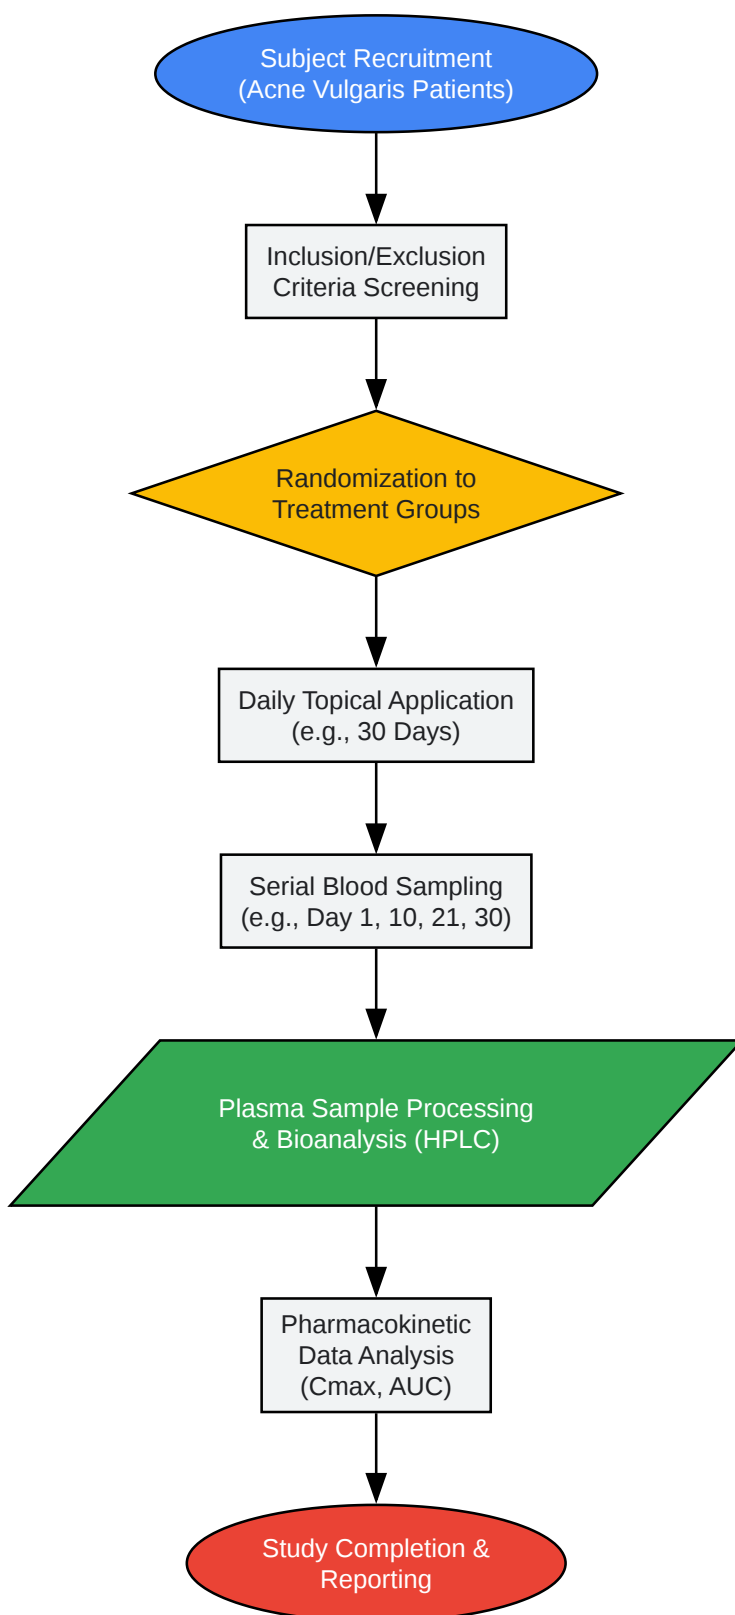 Subject Recruitment
(Acne Vulgaris Patients)
Inclusion/Exclusion
Criteria Screening
Randomization to
Treatment Groups
Daily Topical Application
(e.g., 30 Days)
Serial Blood Sampling
(e.g., Day 1, 10, 21, 30)
Plasma Sample Processing
& Bioanalysis (HPLC)
Pharmacokinetic
Data Analysis
(Cmax, AUC)
Study Completion &
Reporting